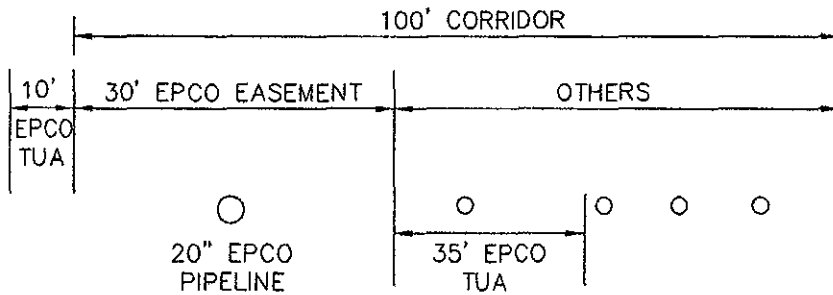 100' CORRIDOR
10'
30' EPCO EASEMENT
OTHERS
EPCO
TUA
20" EPCO
PIPELINE
35' EPCO
TUA